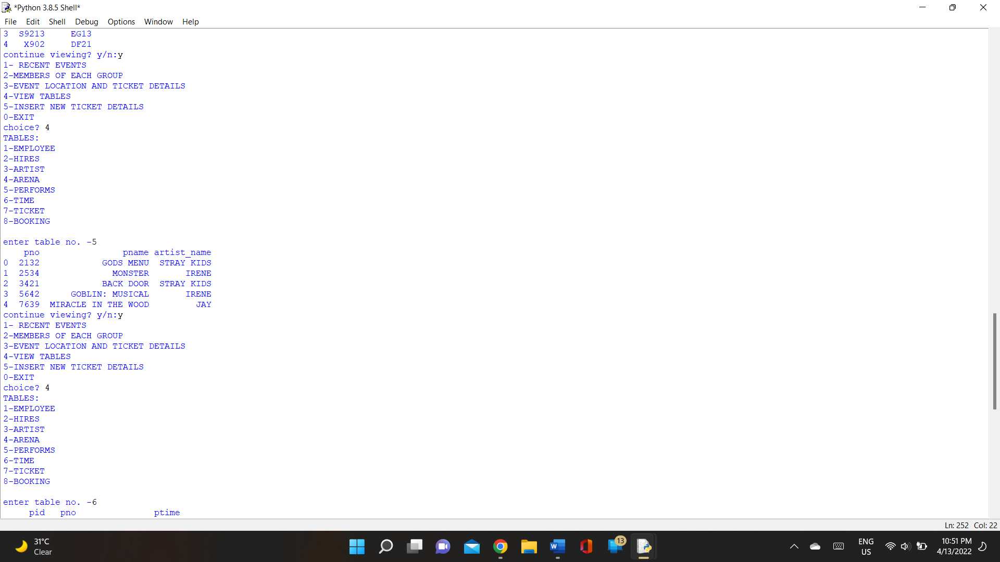 *Python 3.8.5 Shell*
File Edit Shell Debug Options Window Help
3  S9213     EG13
4   X902     DF21
continue viewing? y/n:y
1- RECENT EVENTS
2-MEMBERS OF EACH GROUP
3-EVENT LOCATION AND TICKET DETAILS
4-VIEW TABLES
5-INSERT NEW TICKET DETAILS
0-EXIT
choice? 4
TABLES:
1-EMPLOYEE
2-HIRES
3-ARTIST
4-ARENA
5-PERFORMS
6-TIME
7-TICKET
8-BOOKING
enter table no. -5
    pno                pname artist_name
0  2132            GODS MENU  STRAY KIDS
1  2534              MONSTER       IRENE
2  3421            BACK DOOR  STRAY KIDS
3  5642      GOBLIN: MUSICAL       IRENE
4  7639  MIRACLE IN THE WOOD         JAY
continue viewing? y/n:y
1- RECENT EVENTS
2-MEMBERS OF EACH GROUP
3-EVENT LOCATION AND TICKET DETAILS
4-VIEW TABLES
5-INSERT NEW TICKET DETAILS
0-EXIT
choice? 4
TABLES:
1-EMPLOYEE
2-HIRES
3-ARTIST
4-ARENA
5-PERFORMS
6-TIME
7-TICKET
8-BOOKING
enter table no. -6
     pid   pno               ptime
Ln: 252 Col: 22
31°C
Clear
13
ENG
US
10:51 PM
4/13/2022